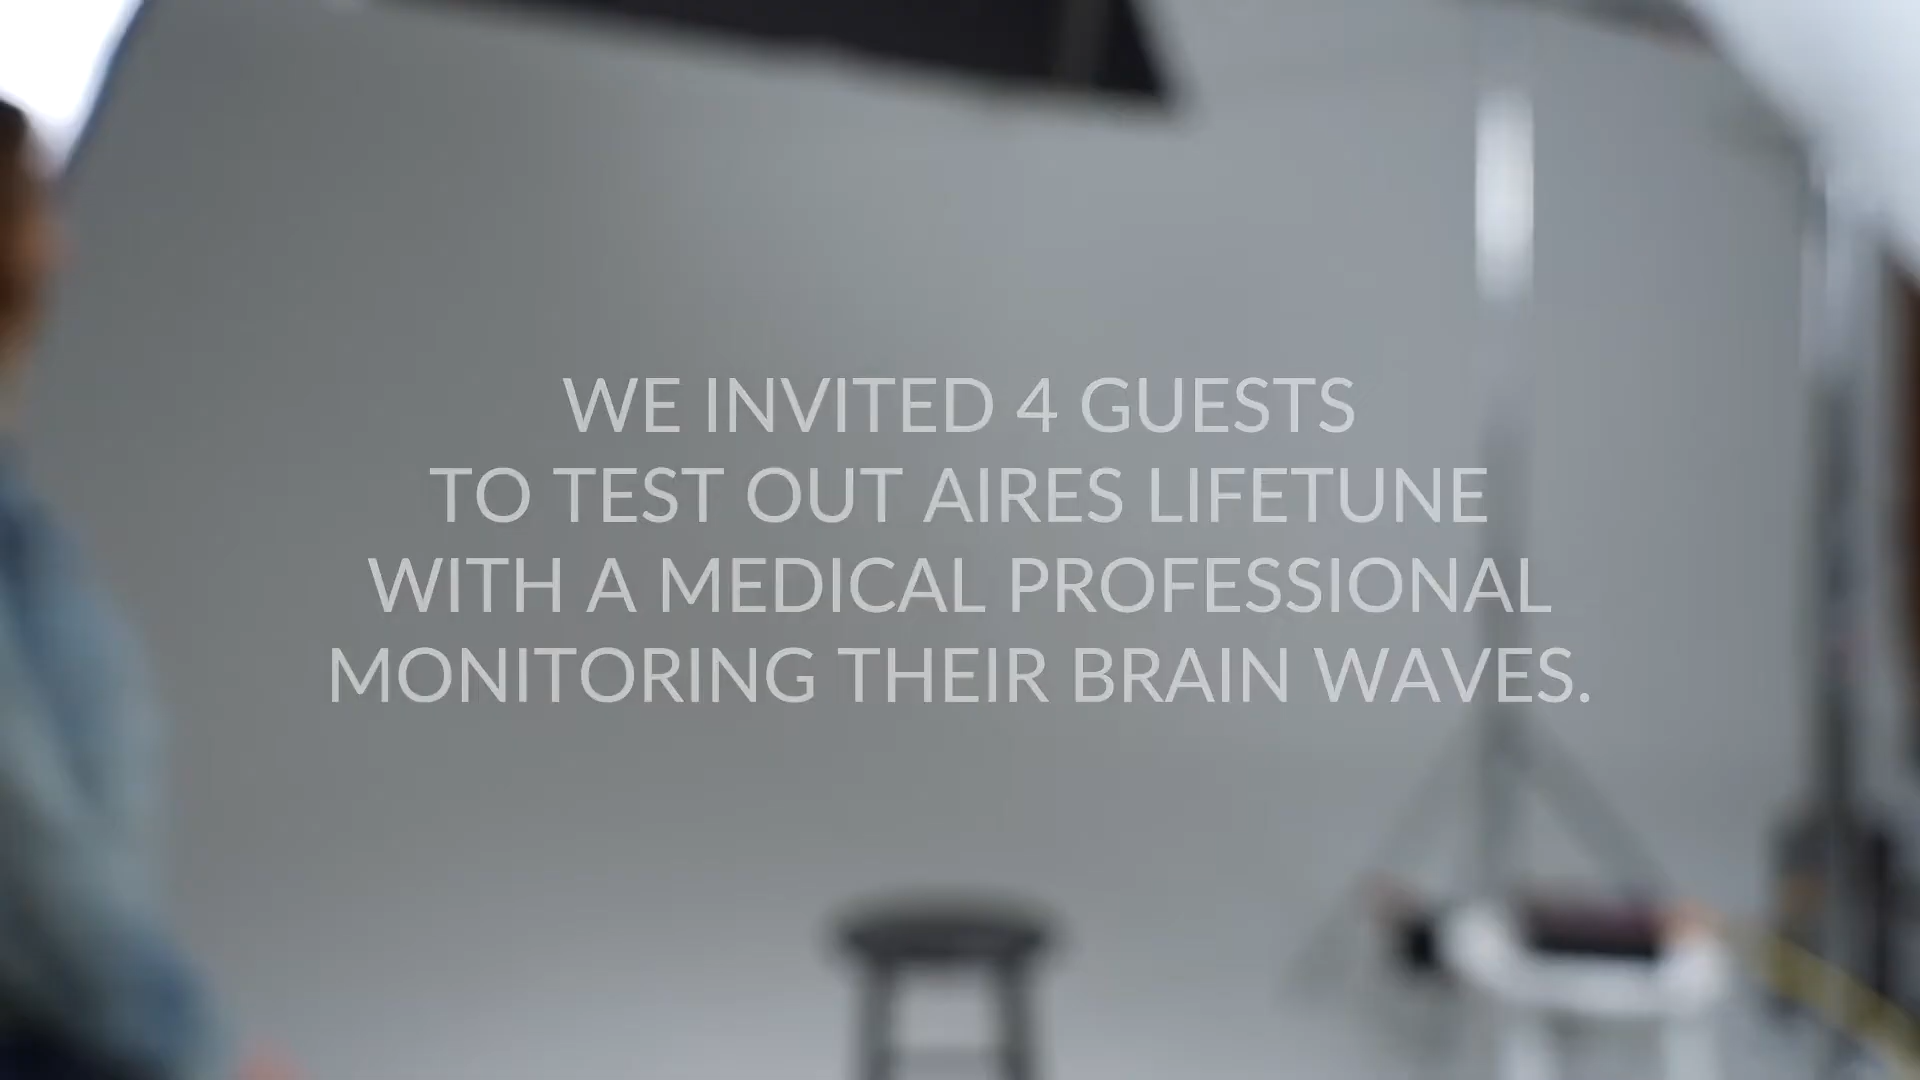 WE INVITED 4 GUESTS
TO TEST OUT AIRES LIFETUNE
WITH A MEDICAL PROFESSIONAL
MONITORING THEIR BRAIN WAVES.